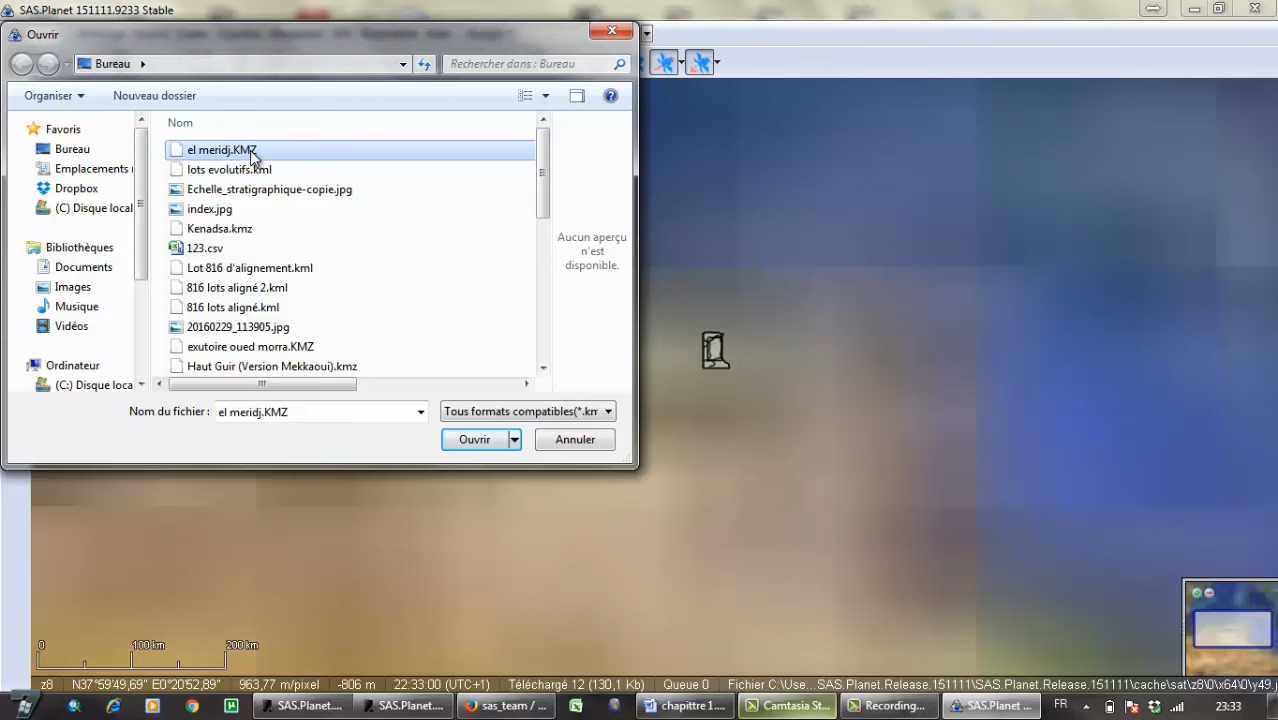 SAS.Planet 151111.9233 Stable
Ouvrir
Bureau
Rechercher dans : Bureau
Organiser
Nouveau dossier
Nom
Favoris
Bureau
Emplacements
Dropbox
(C) Disque local
Bibliothèques
Documents
Images
Musique
Vidéos
Ordinateur
(C:) Disque loca
el meridj.KMZ
lots evolutifs.kml
Echelle_stratigraphique-copie.jpg
index.jpg
Kenadsa.kmz
123.csv
Lot 816 d'alignement.kml
816 lots aligné 2.kml
816 lots aligné.kml
20160229_113905.jpg
exutoire oued morra.KMZ
Haut Guir (Version Mekkaoui).kmz
Aucun aperçu
n'est
disponible.
Nom du fichier :
el meridj.KMZ
Tous formats compatibles(*.km
Ouvrir
Annuler
0 100 km 200 km
z8 N37°59'49,69" E0°20'52,89" 963,77 m/pixel -806 m 22:33:00 (UTC+1) Téléchargé 12 (130,1 Kb) Queue 0 Fichier C:\Use...SAS.Planet.Release.151111\SAS.Planet.Release.151111\cache\sat\z8\0\x64\0\y49.j
SAS.Planet....
SAS.Planet....
sas_team / ...
chapittre 1....
Camtasia St...
Recording...
SAS.Planet ...
FR
23:33